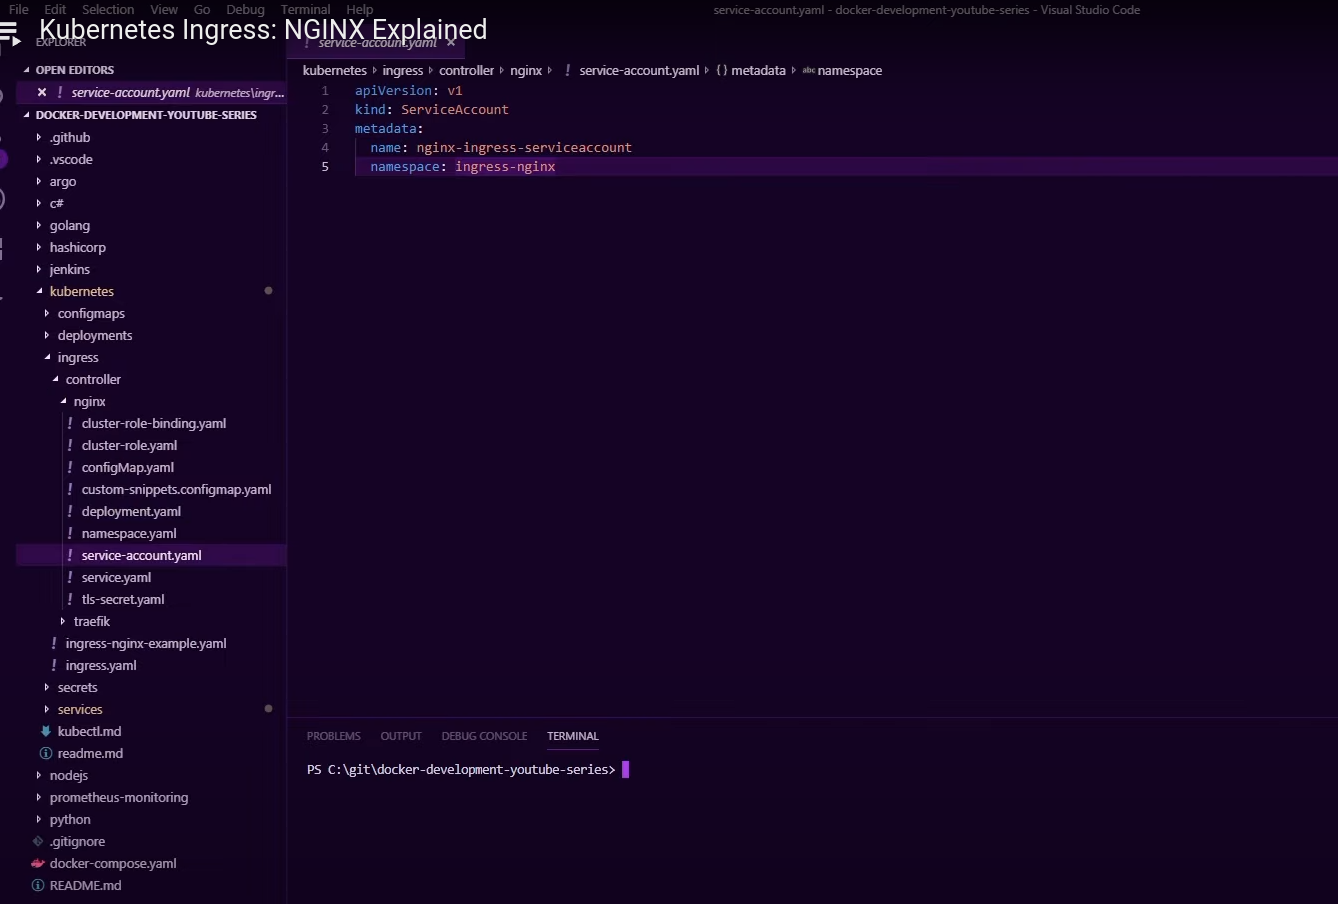 File Edit Selection View Go Debug Terminal Help
service-account.yaml - docker-development-youtube-series - Visual Studio Code
Kubernetes Ingress: NGINX Explained
EXPLORER
service-account.yaml
OPEN EDITORS
service-account.yaml kubernetes\ingr...
DOCKER-DEVELOPMENT-YOUTUBE-SERIES
.github
.vscode
argo
c#
golang
hashicorp
jenkins
kubernetes
configmaps
deployments
ingress
controller
nginx
! cluster-role-binding.yaml
! cluster-role.yaml
! configMap.yaml
! custom-snippets.configmap.yaml
! deployment.yaml
! namespace.yaml
! service-account.yaml
! service.yaml
! tls-secret.yaml
traefik
! ingress-nginx-example.yaml
! ingress.yaml
secrets
services
kubectl.md
readme.md
nodejs
prometheus-monitoring
python
.gitignore
docker-compose.yaml
README.md
kubernetes ingress controller nginx ! service-account.yaml {} metadata abc namespace
1 apiVersion: v1
2 kind: ServiceAccount
3 metadata:
4 name: nginx-ingress-serviceaccount
5 namespace: ingress-nginx
PROBLEMS OUTPUT DEBUG CONSOLE TERMINAL
PS C:\git\docker-development-youtube-series>